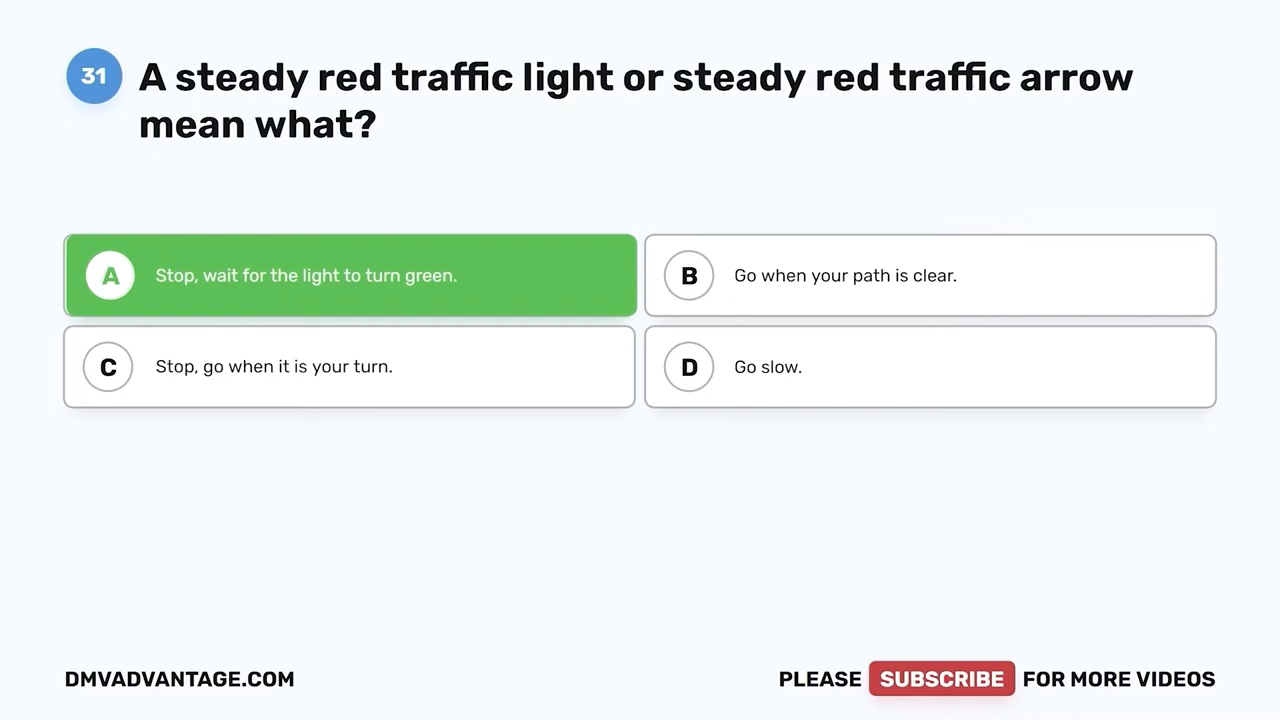 31
A steady red traffic light or steady red traffic arrow
mean what?
A Stop, wait for the light to turn green.
B Go when your path is clear.
C Stop, go when it is your turn.
D Go slow.
DMVADVANTAGE.COM
PLEASE SUBSCRIBE FOR MORE VIDEOS